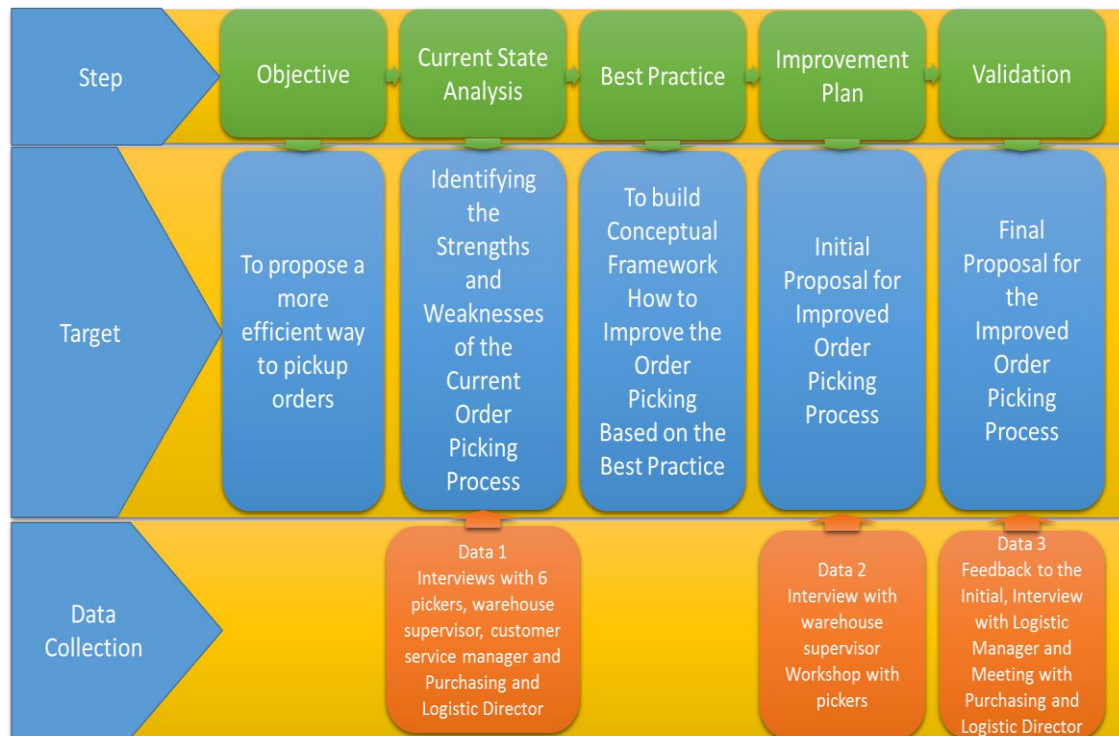 Step
Objective
Current State
Analysis
Best Practice
Improvement
Plan
Validation
Target
To propose a
more
efficient way
to pickup
orders
Identifying
the
Strengths
and
Weaknesses
of the
Current
Order
Picking
Process
To build
Conceptual
Framework
How to
Improve the
Order
Picking
Based on the
Best Practice
Initial
Proposal for
Improved
Order
Picking
Process
Final
Proposal for
the
Improved
Order
Picking
Process
Data
Collection
Data 1
Interviews with 6
pickers, warehouse
supervisor, customer
service manager and
Purchasing and
Logistic Director
Data 2
Interview with
warehouse
supervisor
Workshop with
pickers
Data 3
Feedback to the
Initial, Interview
with Logistic
Manager and
Meeting with
Purchasing and
Logistic Director